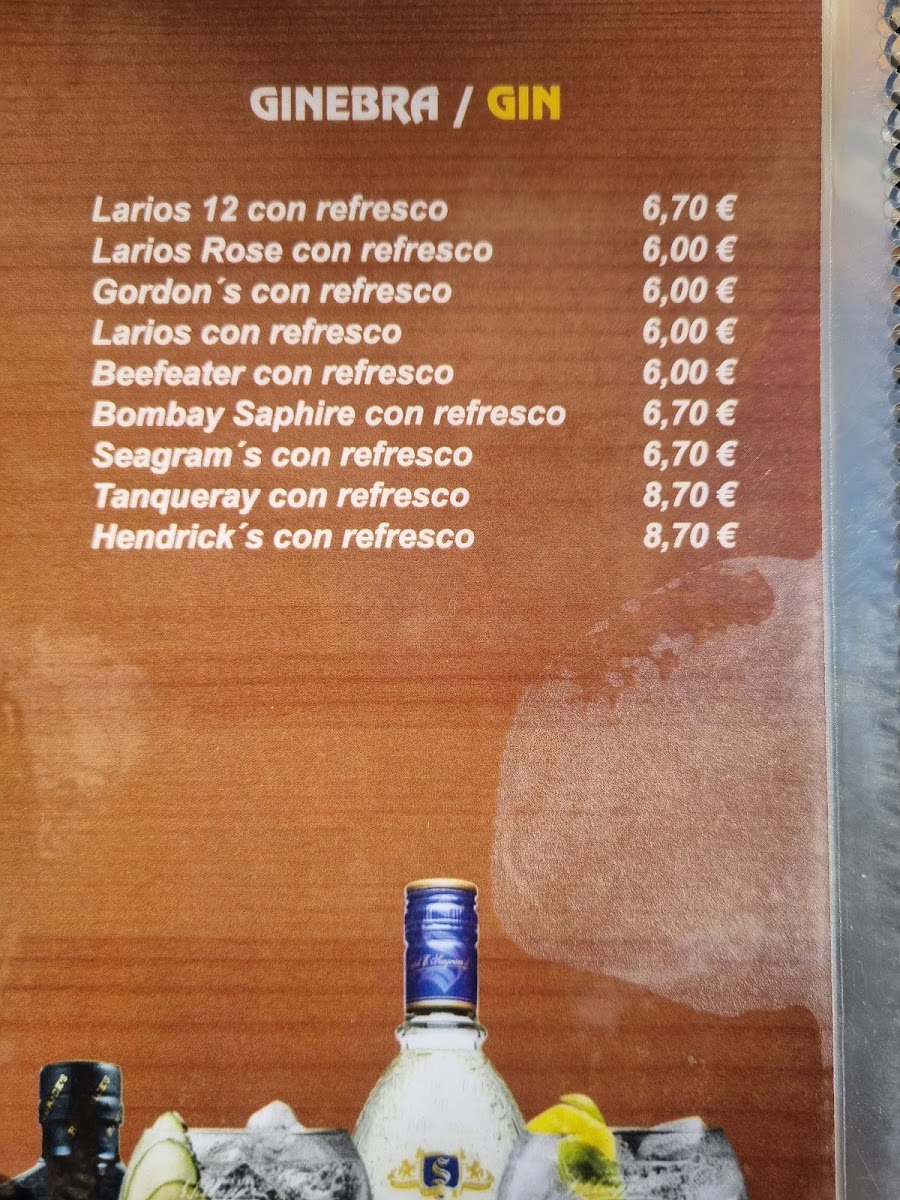 GINEBRA / GIN
Larios 12 con refresco 6,70 €
Larios Rose con refresco 6,00 €
Gordon´s con refresco 6,00 €
Larios con refresco 6,00 €
Beefeater con refresco 6,00 €
Bombay Saphire con refresco 6,70 €
Seagram´s con refresco 6,70 €
Tanqueray con refresco 8,70 €
Hendrick´s con refresco 8,70 €
S